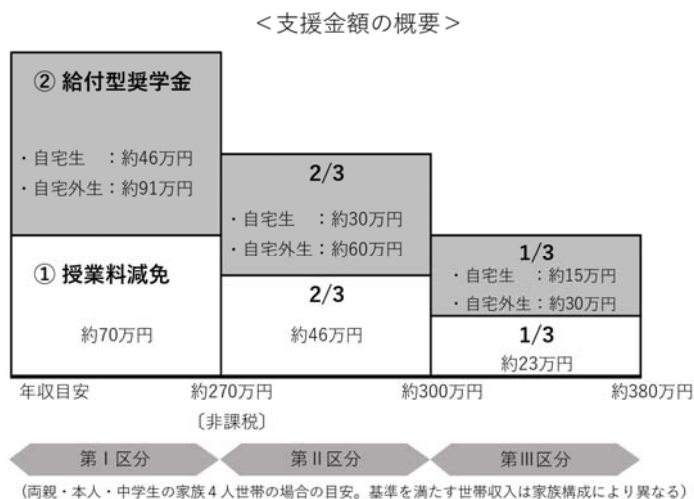 ＜支援金額の概要＞
② 給付型奨学金
・自宅生　：約46万円
・自宅外生：約91万円
① 授業料減免
約70万円
2/3
・自宅生　：約30万円
・自宅外生：約60万円
2/3
約46万円
1/3
・自宅生　：約15万円
・自宅外生：約30万円
1/3
約23万円
年収目安　約270万円　約300万円　約380万円
〔非課税〕
第Ⅰ区分　第Ⅱ区分　第Ⅲ区分
（両親・本人・中学生の家族４人世帯の場合の目安。基準を満たす世帯収入は家族構成により異なる）